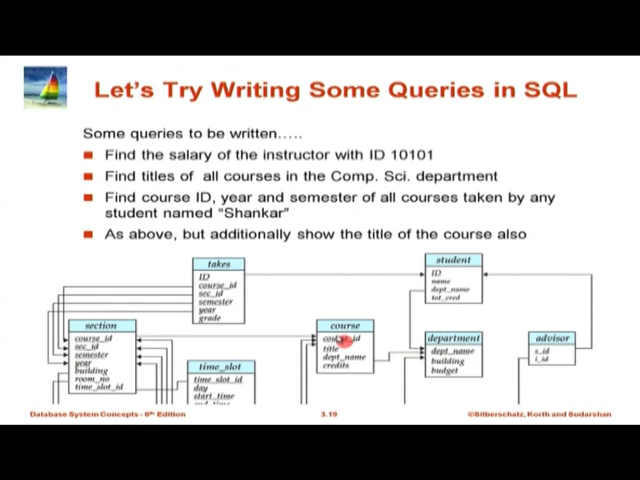 Let's Try Writing Some Queries in SQL
Some queries to be written.....
Find the salary of the instructor with ID 10101
Find titles of all courses in the Comp. Sci. department
Find course ID, year and semester of all courses taken by any
student named "Shankar"
As above, but additionally show the title of the course also
takes
ID
course_id
sec_id
semester
year
grade
student
ID
name
dept_name
tot_cred
section
course_id
sec_id
semester
year
building
room_no
time_slot_id
time_slot
time_slot_id
day
start_time
course
title
dept_name
credits
department
dept_name
building
budget
advisor
s_id
i_id
Database System Concepts - 6th Edition
3.19
©Silberschatz, Korth and Sudarshan